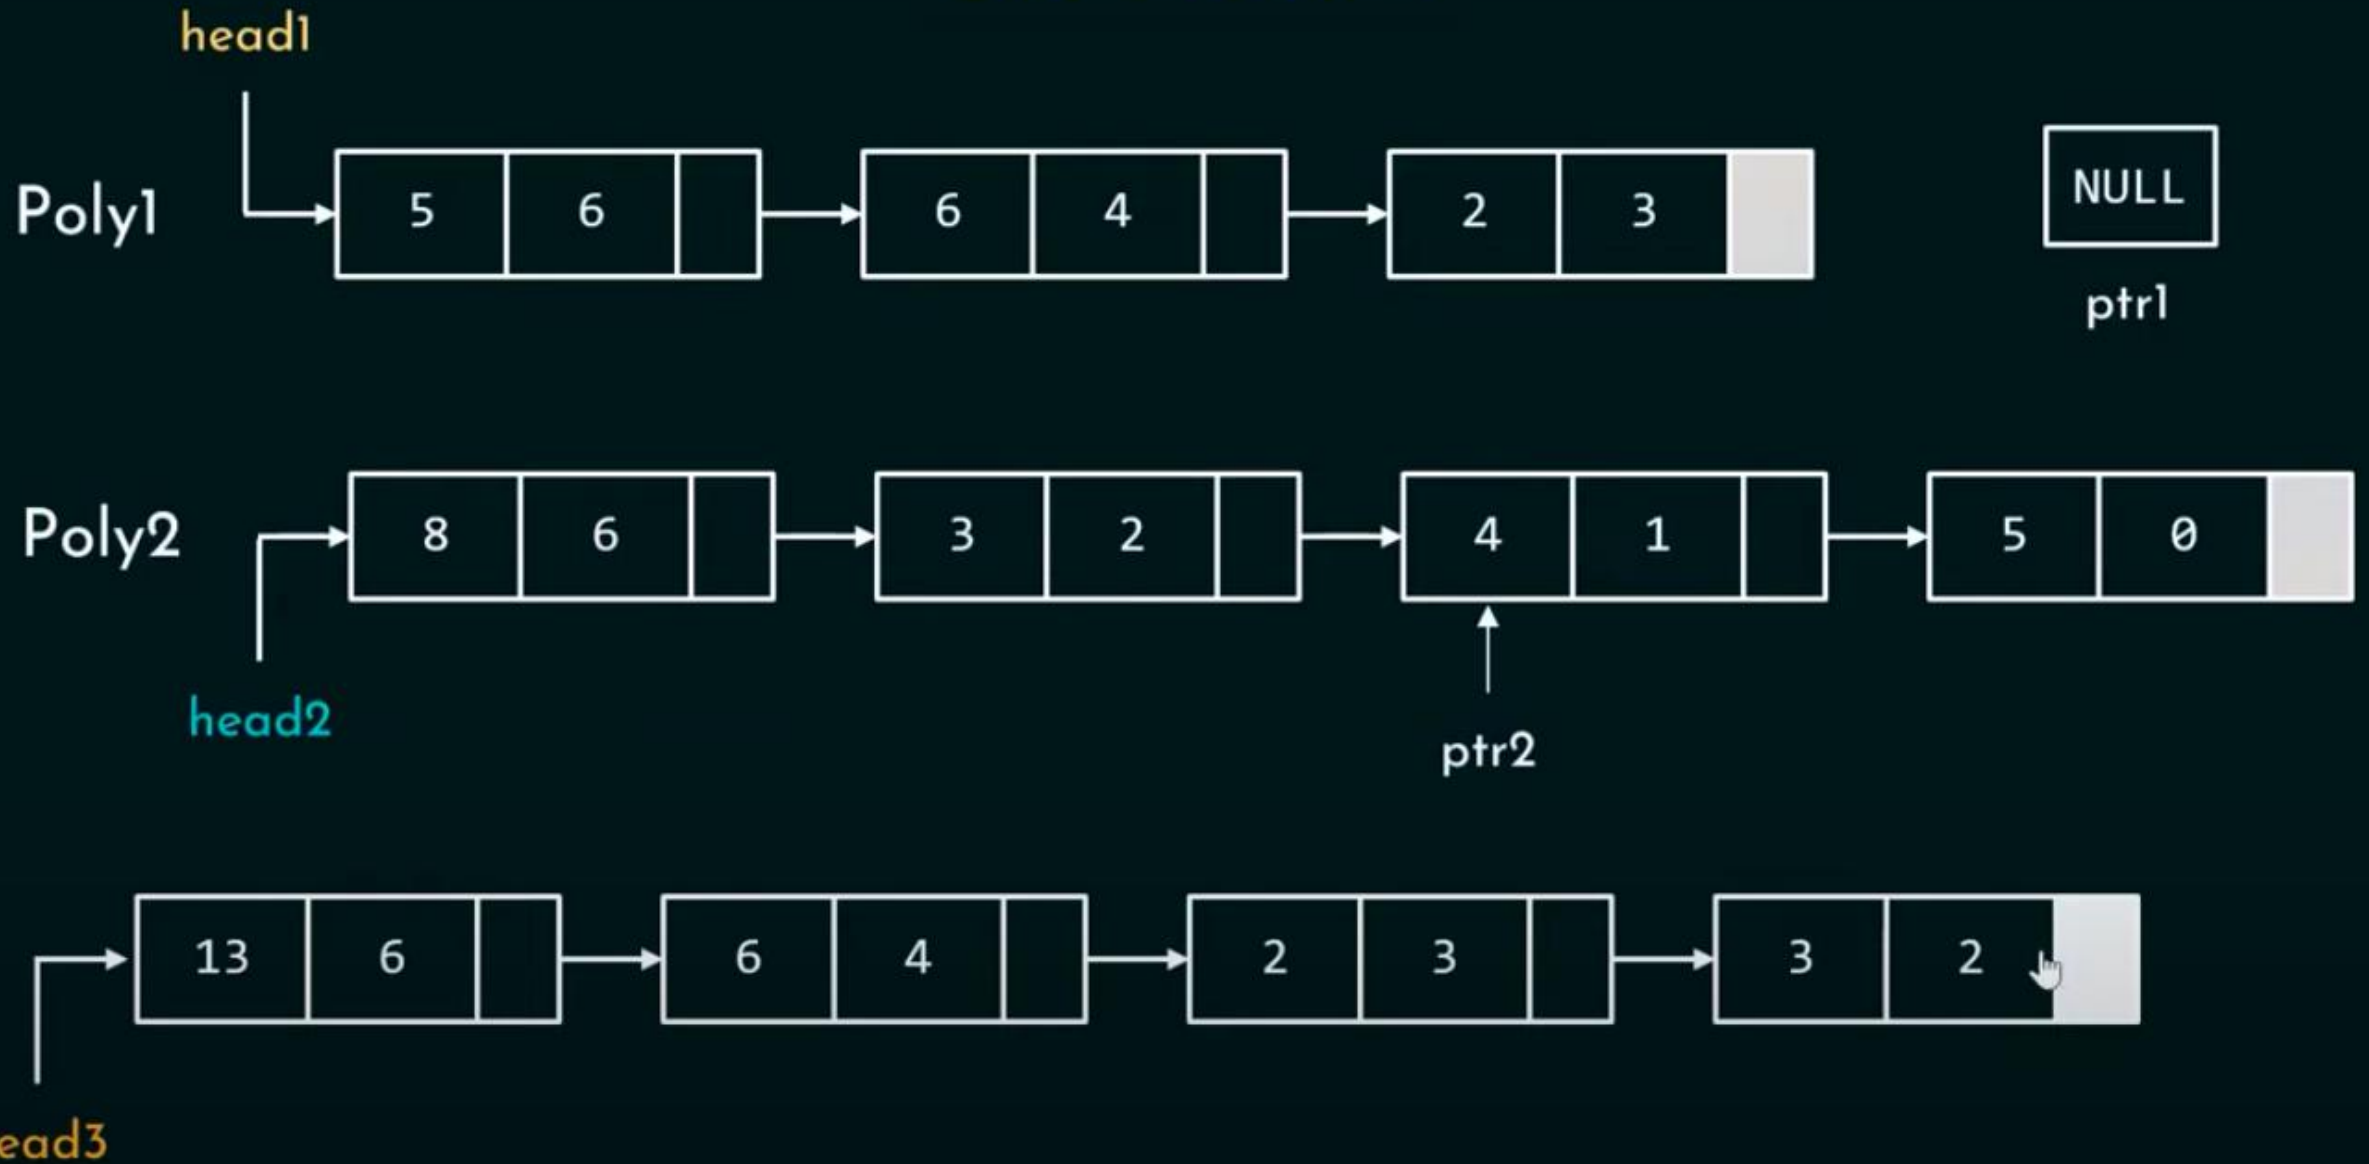 head1
Poly1 5 6 6 4 2 3 NULL
ptr1
Poly2 8 6 3 2 4 1 5 0
head2
ptr2
13 6 6 4 2 3 3 2
ead3